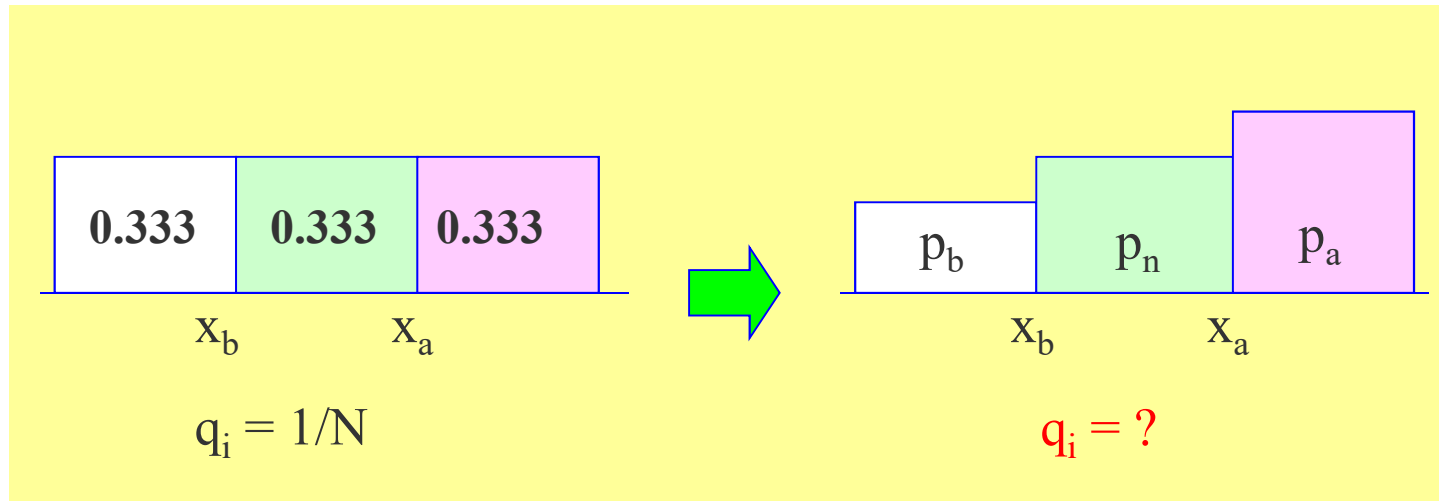 0.333 0.333 0.333
p_b p_n p_a
x_b x_a
x_b x_a
q_i = 1/N
q_i = ?